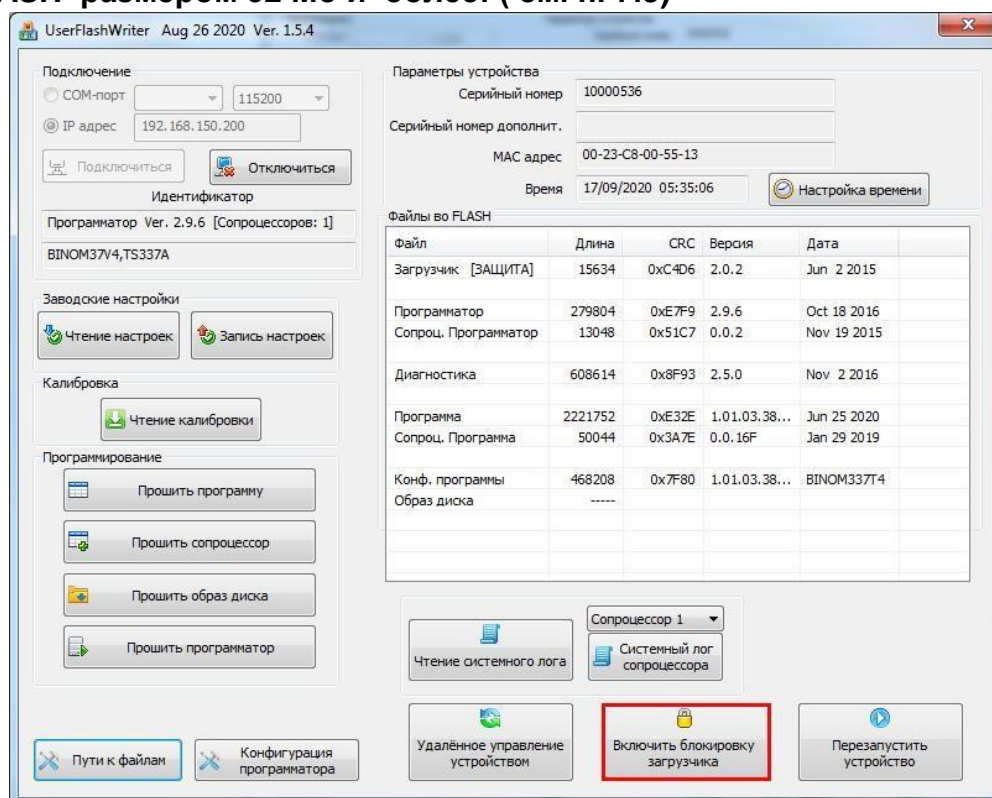 UserFlashWriter Aug 26 2020 Ver. 1.5.4
Подключение
COM-порт 115200
IP адрес 192.168.150.200
Подключиться Отключиться
Идентификатор
Программатор Ver. 2.9.6 [Сопроцессоров: 1]
BINOM37V4,TS337A
Заводские настройки
Чтение настроек Запись настроек
Калибровка
Чтение калибровки
Программирование
Прошить программу
Прошить сопроцессор
Прошить образ диска
Прошить программатор
Пути к файлам Конфигурация
программатора
Параметры устройства
Серийный номер 10000536
Серийный номер дополнит.
MAC адрес 00-23-C8-00-55-13
Время 17/09/2020 05:35:06 Настройка времени
Файлы во FLASH
Файл Длина CRC Версия Дата
Загрузчик [ЗАЩИТА] 15634 0xC4D6 2.0.2 Jun 2 2015
Программатор 279804 0xE7F9 2.9.6 Oct 18 2016
Сопроц. Программатор 13048 0x51C7 0.0.2 Nov 19 2015
Диагностика 608614 0x8F93 2.5.0 Nov 2 2016
Программа 2221752 0xE32E 1.01.03.38... Jun 25 2020
Сопроц. Программа 50044 0x3A7E 0.0.16F Jan 29 2019
Конф. программы 468208 0x7F80 1.01.03.38... BINOM337T4
Образ диска -----
Чтение системного лога
Сопроцессор 1
Системный лог
сопроцессора
Удалённое управление
устройством
Включить блокировку
загрузчика
Перезапустить
устройство